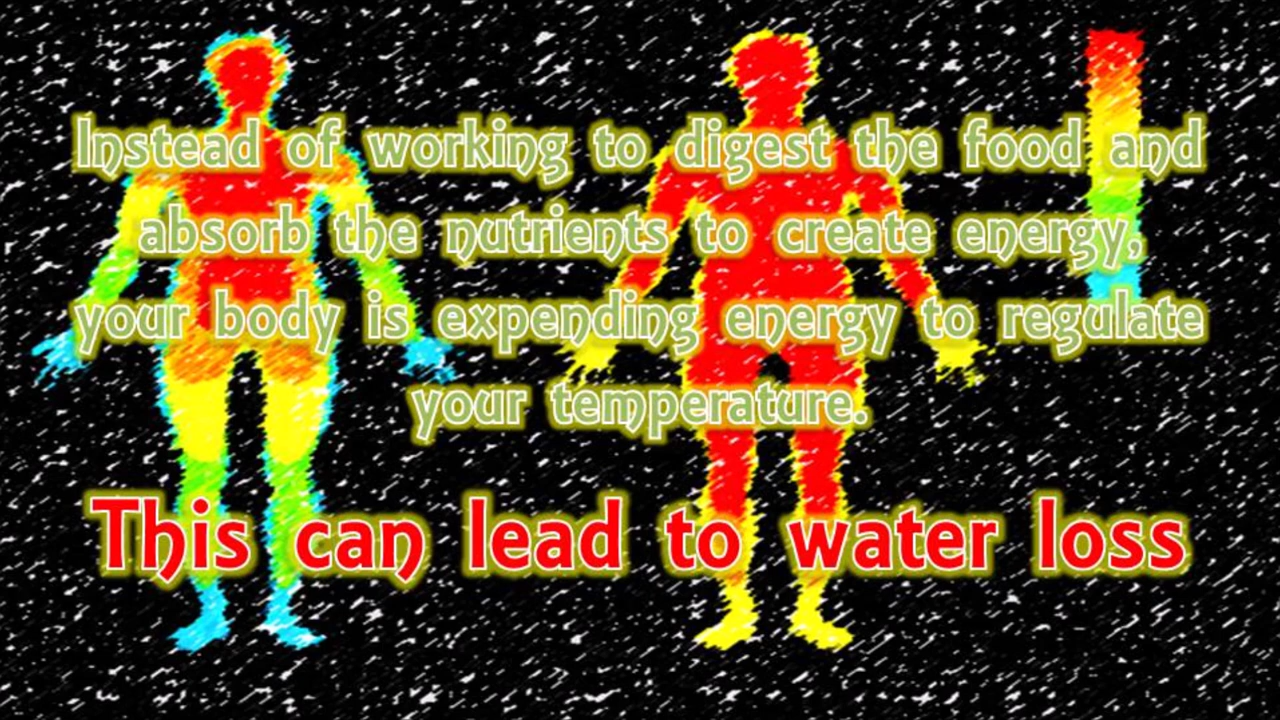 Instead of working to digest the food and
absorb the nutrients to create energy,
your body is expending energy to regulate
your temperature.
This can lead to water loss